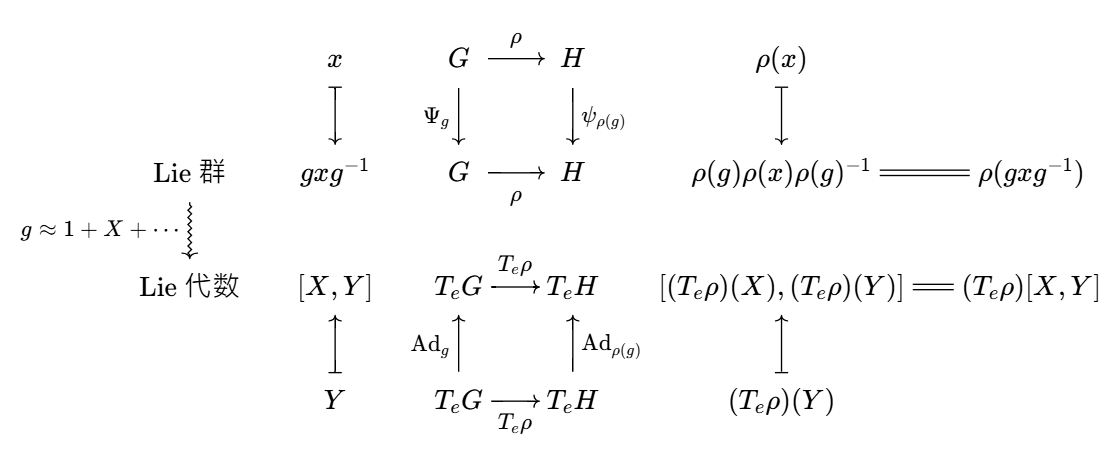 ρ
x G H ρ(x)
Ψ_g ψ_{ρ(g)}
Lie 群 gxg^{-1} G H ρ(g)ρ(x)ρ(g)^{-1} ρ(gxg^{-1})
ρ
g ≈ 1 + X + ⋯
T_eρ
Lie 代数 [X, Y] T_eG T_eH [(T_eρ)(X), (T_eρ)(Y)] (T_eρ)[X, Y]
Ad_g Ad_{ρ(g)}
Y T_eG T_eH (T_eρ)(Y)
T_eρ